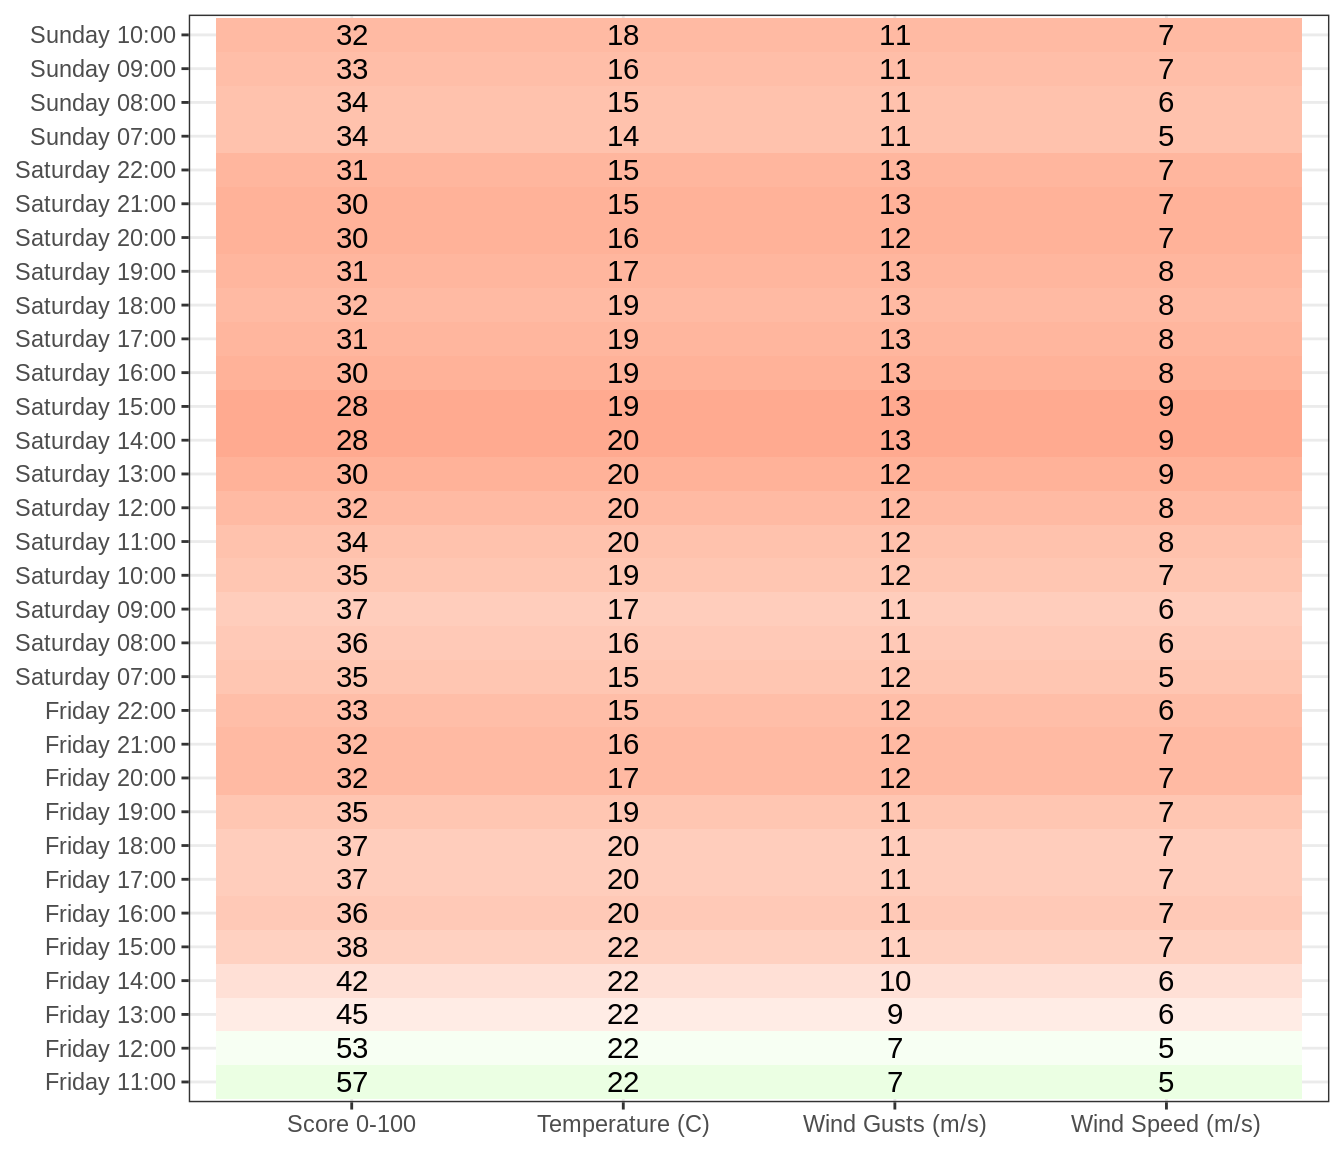 Sunday 10:00 32 18 11 7
Sunday 09:00 33 16 11 7
Sunday 08:00 34 15 11 6
Sunday 07:00 34 14 11 5
Saturday 22:00 31 15 13 7
Saturday 21:00 30 15 13 7
Saturday 20:00 30 16 12 7
Saturday 19:00 31 17 13 8
Saturday 18:00 32 19 13 8
Saturday 17:00 31 19 13 8
Saturday 16:00 30 19 13 8
Saturday 15:00 28 19 13 9
Saturday 14:00 28 20 13 9
Saturday 13:00 30 20 12 9
Saturday 12:00 32 20 12 8
Saturday 11:00 34 20 12 8
Saturday 10:00 35 19 12 7
Saturday 09:00 37 17 11 6
Saturday 08:00 36 16 11 6
Saturday 07:00 35 15 12 5
Friday 22:00 33 15 12 6
Friday 21:00 32 16 12 7
Friday 20:00 32 17 12 7
Friday 19:00 35 19 11 7
Friday 18:00 37 20 11 7
Friday 17:00 37 20 11 7
Friday 16:00 36 20 11 7
Friday 15:00 38 22 11 7
Friday 14:00 42 22 10 6
Friday 13:00 45 22 9 6
Friday 12:00 53 22 7 5
Friday 11:00 57 22 7 5
Score 0-100 Temperature (C) Wind Gusts (m/s) Wind Speed (m/s)